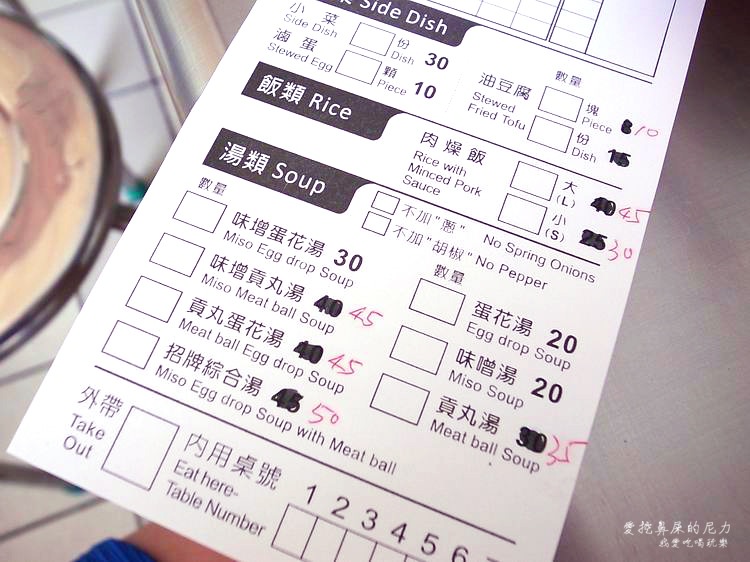 Side Dish
小菜 份 30
Side Dish Dish
滷蛋 顆 10
Stewed Egg Piece
數量
油豆腐 塊 10
Stewed Fried Tofu Piece
份 15
Dish
飯類 Rice
肉燥飯 大 40 45
Rice with (L)
Minced Pork 小 25 30
Sauce (S)
湯類 Soup
不加"蔥" No Spring Onions
不加"胡椒" No Pepper
數量
味增蛋花湯 30
Miso Egg drop Soup
味增貢丸湯 40 45
Miso Meat ball Soup
貢丸蛋花湯 40 45
Meat ball Egg drop Soup
招牌綜合湯 45 50
Miso Egg drop Soup with Meat ball
數量
蛋花湯 20
Egg drop Soup
味噌湯 20
Miso Soup
貢丸湯 30 35
Meat ball Soup
外帶
Take
Out
內用桌號
Eat here-
Table Number
1 2 3 4 5 6
愛挖鼻屎的尼力
我愛吃喝玩樂